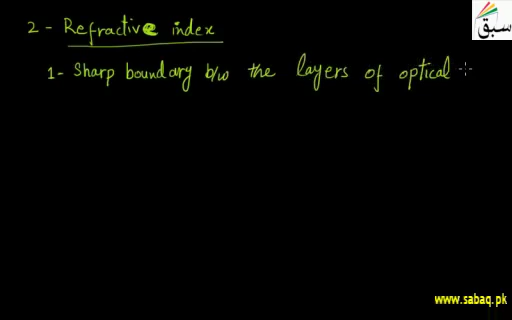 سبق
2 - Refractive index
1- Sharp boundary b/w the layers of optical
www.sabaq.pk